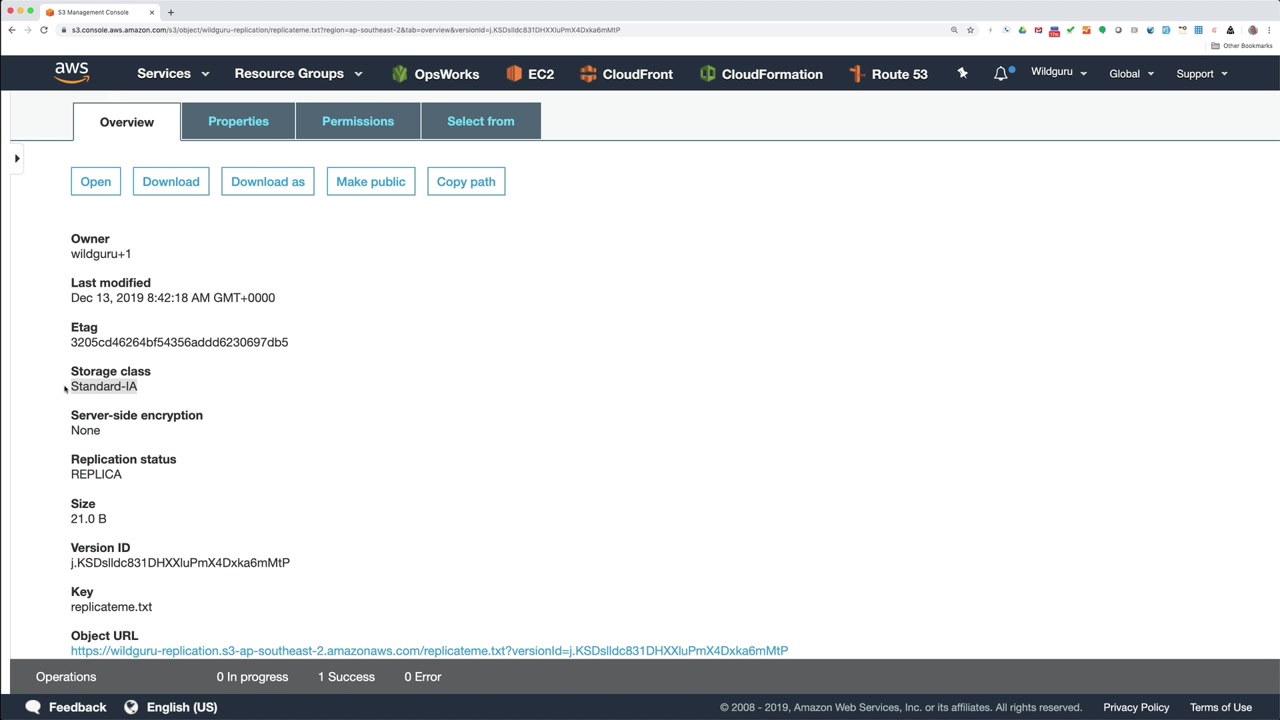 S3 Management Console
s3.console.aws.amazon.com/s3/object/wildguru-replication/replicateme.txt?region=ap-southeast-2&tab=overview&versionId=j.KSDslldc831DHXXluPmX4Dxka6mMtP
Other Bookmarks
aws
Services
Resource Groups
OpsWorks
EC2
CloudFront
CloudFormation
Route 53
Wildguru
Global
Support
Overview
Properties
Permissions
Select from
Open
Download
Download as
Make public
Copy path
Owner
wildguru+1
Last modified
Dec 13, 2019 8:42:18 AM GMT+0000
Etag
3205cd46264bf54356addd6230697db5
Storage class
Standard-IA
Server-side encryption
None
Replication status
REPLICA
Size
21.0 B
Version ID
j.KSDslldc831DHXXluPmX4Dxka6mMtP
Key
replicateme.txt
Object URL
https://wildguru-replication.s3-ap-southeast-2.amazonaws.com/replicateme.txt?versionId=j.KSDslldc831DHXXluPmX4Dxka6mMtP
Operations
0 In progress
1 Success
0 Error
Feedback
English (US)
© 2008 - 2019, Amazon Web Services, Inc. or its affiliates. All rights reserved.
Privacy Policy
Terms of Use